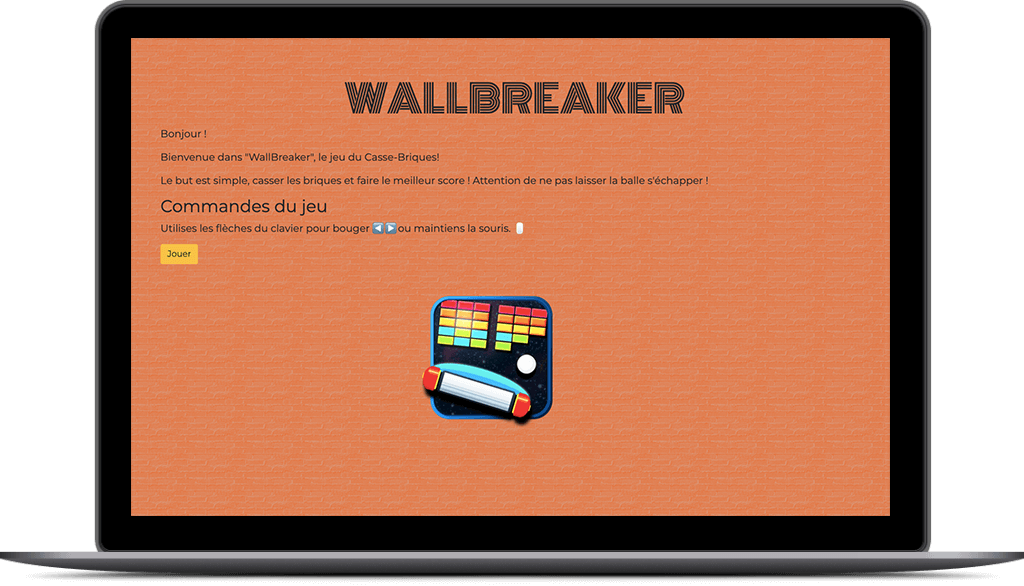 WALLBREAKER
Bonjour !
Bienvenue dans "WallBreaker", le jeu du Casse-Briques!
Le but est simple, casser les briques et faire le meilleur score ! Attention de ne pas laisser la balle s'échapper !
Commandes du jeu
Utilises les flèches du clavier pour bouger ◀️▶️ou maintiens la souris.
Jouer